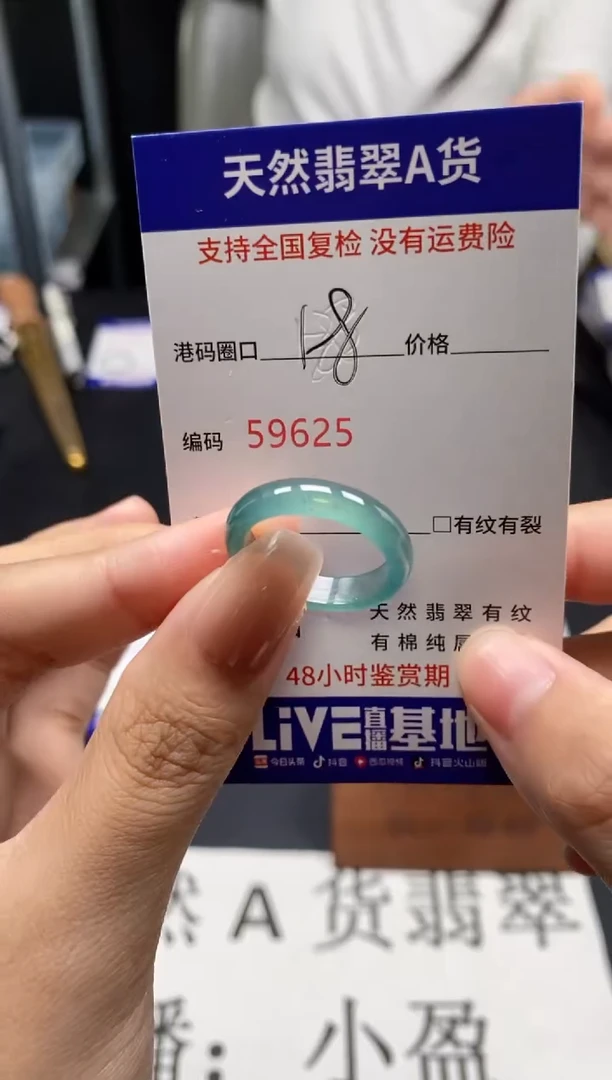 天然翡翠A货
支持全国复检 没有运费险
港码圈口 18 价格
编码 59625
□有纹有裂
天然翡翠有纹
有棉纯属
48小时鉴赏期
LiVE直播基地
今日头条 抖音 西瓜视频 抖音火山版
然A货翡翠
播：小盈